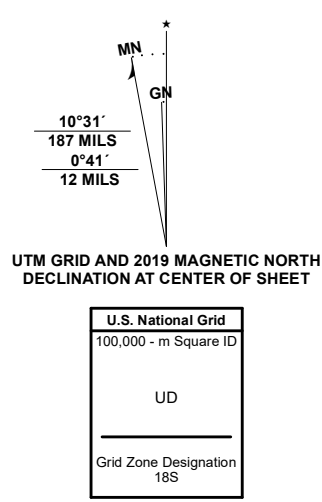 MN
GN
10°31´
187 MILS
0°41´
12 MILS
UTM GRID AND 2019 MAGNETIC NORTH
DECLINATION AT CENTER OF SHEET
U.S. National Grid
100,000 - m Square ID
UD
Grid Zone Designation
18S